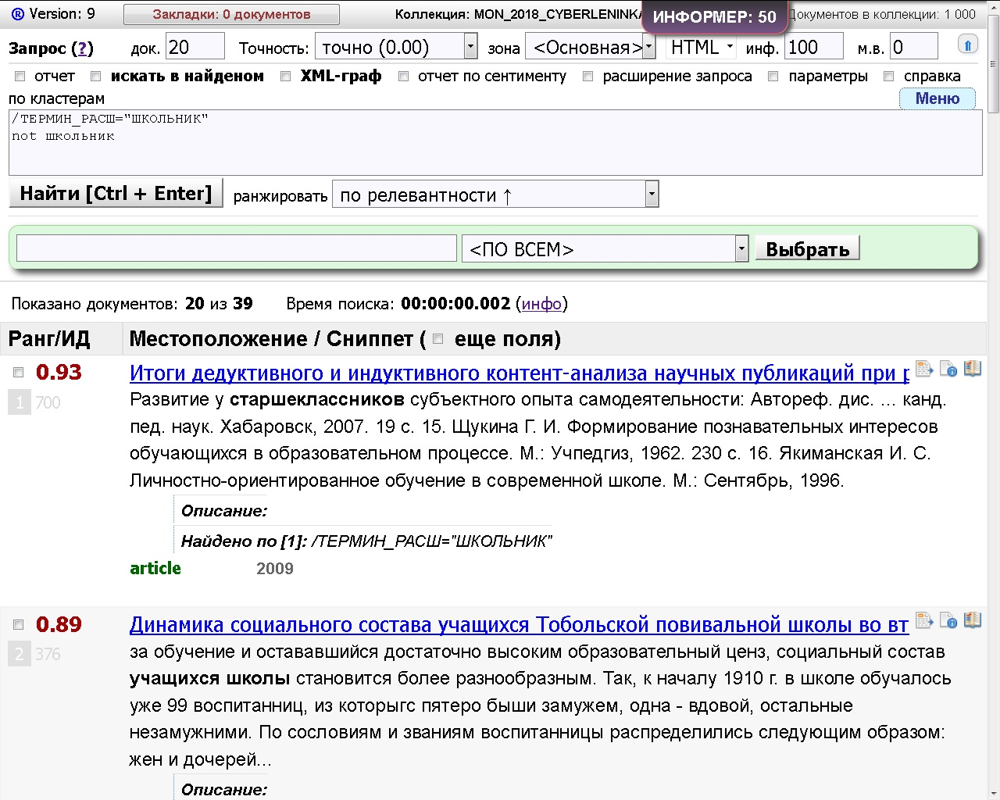 ® Version: 9 Закладки: 0 документов Коллекция: MON_2018_CYBERLENINKA ИНФОРМЕР: 50 Документов в коллекции: 1 000
Запрос (?) док. 20 Точность: точно (0.00) зона <Основная> HTML инф. 100 м.в. 0
отчет искать в найденом XML-граф отчет по сентименту расширение запроса параметры справка
по кластерам
Меню
/ТЕРМИН_РАСШ="ШКОЛЬНИК"
not школьник
Найти [Ctrl + Enter] ранжировать по релевантности ↑
<ПО ВСЕМ> Выбрать
Показано документов: 20 из 39 Время поиска: 00:00:00.002 (инфо)
Ранг/ИД Местоположение / Сниппет ( еще поля)
0.93 Итоги дедуктивного и индуктивного контент-анализа научных публикаций при р
1 700 Развитие у старшеклассников субъектного опыта самодеятельности: Автореф. дис. ... канд.
пед. наук. Хабаровск, 2007. 19 с. 15. Щукина Г. И. Формирование познавательных интересов
обучающихся в образовательном процессе. М.: Учпедгиз, 1962. 230 с. 16. Якиманская И. С.
Личностно-ориентированное обучение в современной школе. М.: Сентябрь, 1996.
Описание:
Найдено по [1]: /ТЕРМИН_РАСШ="ШКОЛЬНИК"
article 2009
0.89 Динамика социального состава учащихся Тобольской повивальной школы во вт
2 376 за обучение и остававшийся достаточно высоким образовательный ценз, социальный состав
учащихся школы становится более разнообразным. Так, к началу 1910 г. в школе обучалось
уже 99 воспитанниц, из которыгс пятеро быши замужем, одна - вдовой, остальные
незамужними. По сословиям и званиям воспитанницы распределились следующим образом:
жен и дочерей...
Описание: